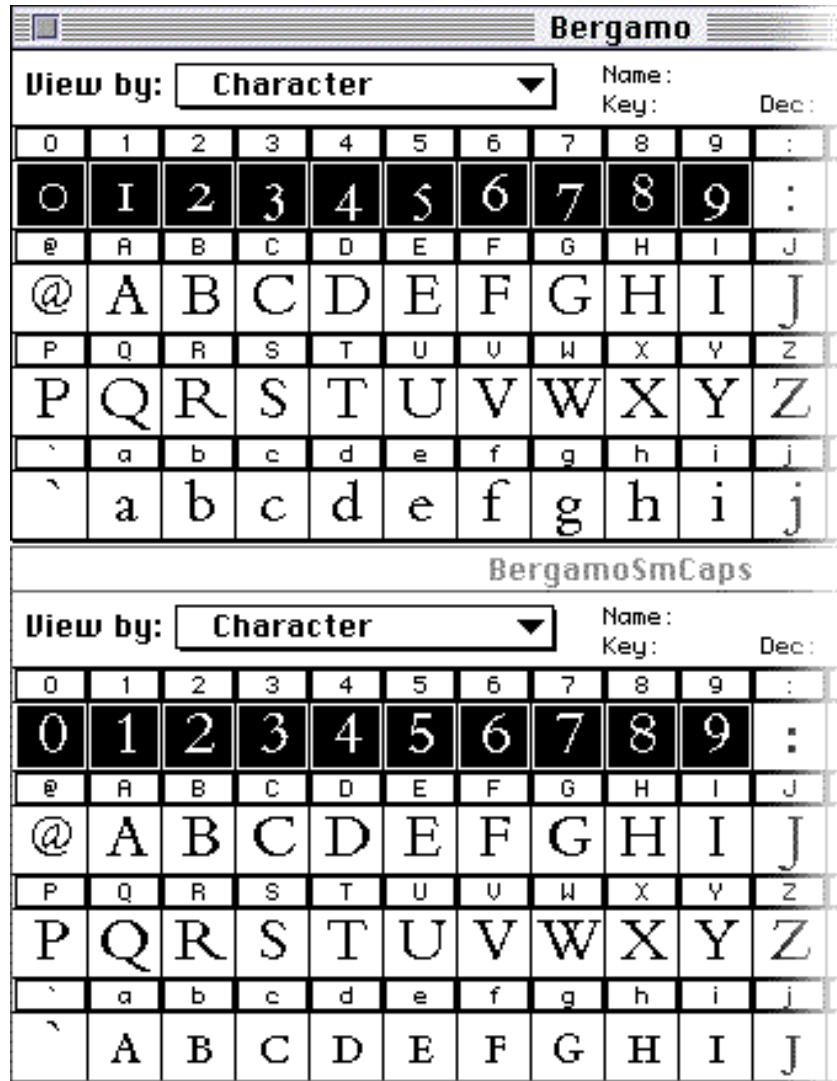 Bergamo
View by: Character Name:
Key: Dec:
0 1 2 3 4 5 6 7 8 9 :
0 1 2 3 4 5 6 7 8 9 :
@ A B C D E F G H I J
@ A B C D E F G H I J
P Q R S T U V W X Y Z
P Q R S T U V W X Y Z
` a b c d e f g h i j
` a b c d e f g h i j
BergamoSmCaps
View by: Character Name:
Key: Dec:
0 1 2 3 4 5 6 7 8 9 :
0 1 2 3 4 5 6 7 8 9 :
@ A B C D E F G H I J
@ A B C D E F G H I J
P Q R S T U V W X Y Z
P Q R S T U V W X Y Z
` a b c d e f g h i j
` A B C D E F G H I J